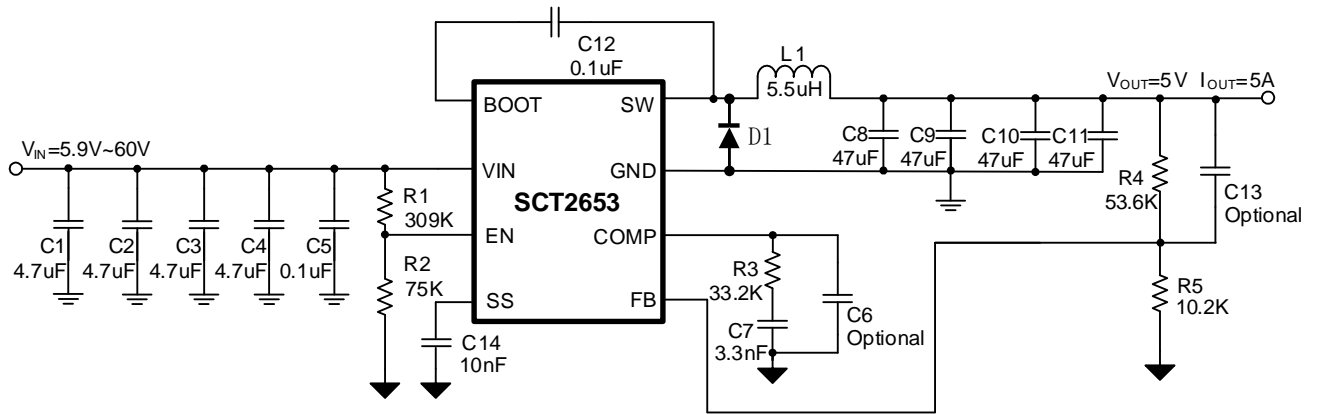 C12
0.1uF
L1
5.5uH
VOUT=5V IOUT=5A
BOOT
SW
D1
C8
47uF
C9
47uF
C10
47uF
C11
47uF
VIN=5.9V~60V
VIN
GND
SCT2653
R1
309K
R4
53.6K
C13
Optional
C1
4.7uF
C2
4.7uF
C3
4.7uF
C4
4.7uF
C5
0.1uF
EN
COMP
R2
75K
R3
33.2K
SS
FB
C6
Optional
R5
10.2K
C7
3.3nF
C14
10nF